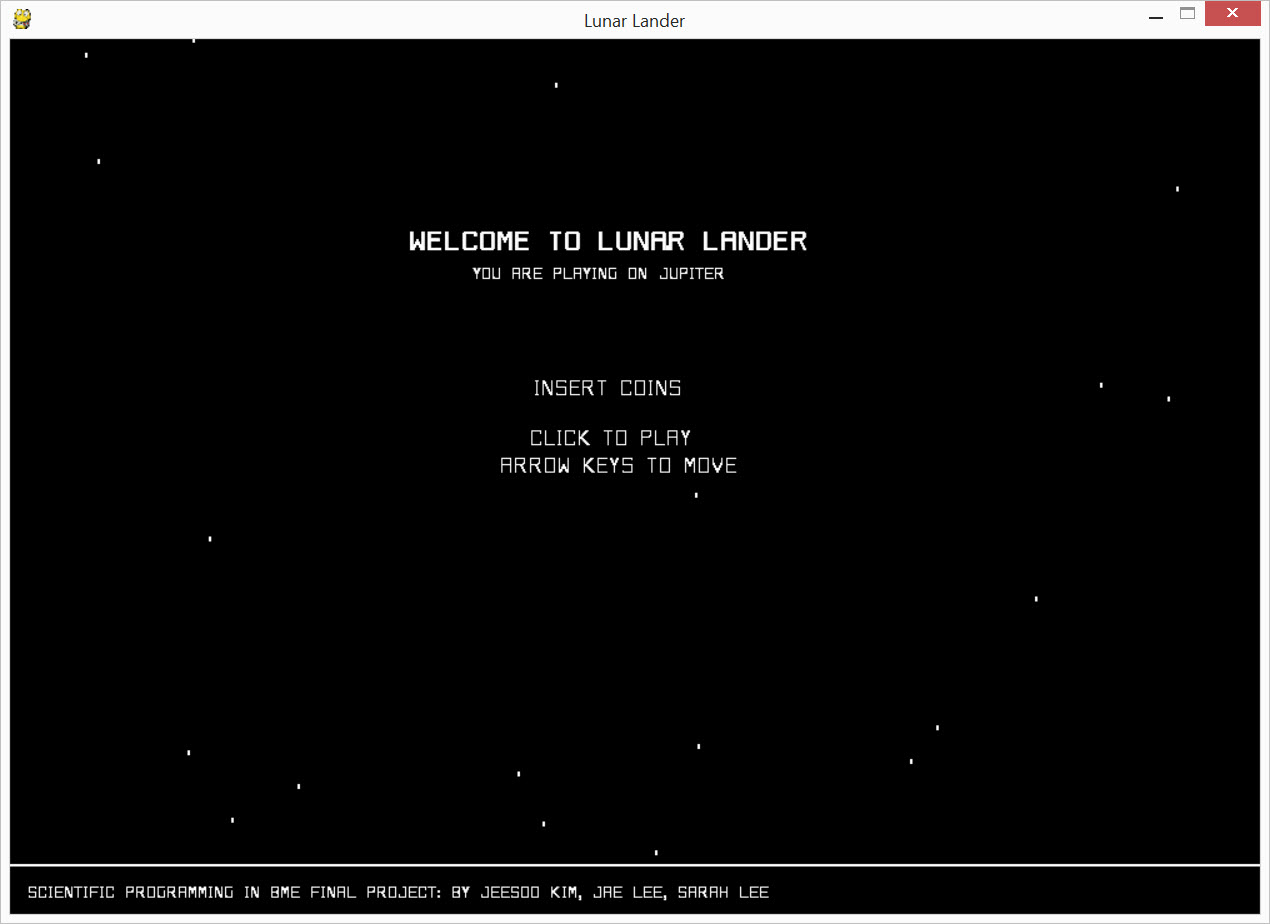 Lunar Lander
WELCOME TO LUNAR LANDER
YOU ARE PLAYING ON JUPITER
INSERT COINS
CLICK TO PLAY
ARROW KEYS TO MOVE
SCIENTIFIC PROGRAMMING IN BME FINAL PROJECT: BY JEESOO KIM, JAE LEE, SARAH LEE